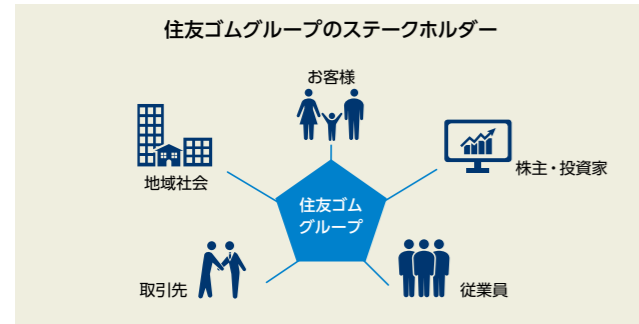 住友ゴムグループのステークホルダー
お客様
地域社会
株主・投資家
住友ゴム
グループ
取引先
従業員